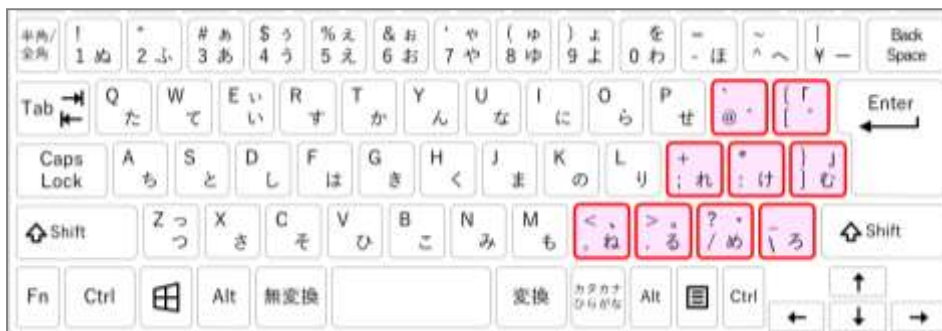 半角/ ! " # ぁ $ ぅ % ぇ & ぉ ' ゃ ( ゅ ) ょ を = ~ | Back
全角 1 ぬ 2 ふ 3 あ 4 う 5 え 6 お 7 や 8 ゆ 9 よ 0 わ - ほ ^ へ ¥ ー Space
Tab Q た W て E ぃ い R す T か Y ん U な I に O ら P せ ` @ ゛ { 「 [ ゜ Enter
Caps Lock A ち S と D し F は G き H く J ま K の L り + ; れ * : け } 」 ] む
Shift Z っ つ X さ C そ V ひ B こ N み M も < 、 , ね > 。 . る ? ・ / め _ \ ろ Shift
Fn Ctrl Alt 無変換 変換 カタカナ ひらがな Alt Ctrl